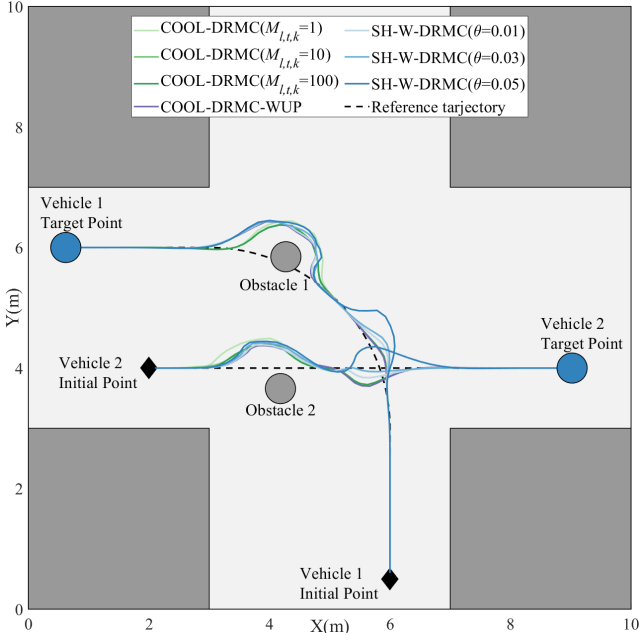 10
COOL-DRMC(M_{l,t,k}=1)
SH-W-DRMC(θ=0.01)
COOL-DRMC(M_{l,t,k}=10)
SH-W-DRMC(θ=0.03)
COOL-DRMC(M_{l,t,k}=100)
SH-W-DRMC(θ=0.05)
COOL-DRMC-WUP
Reference tarjectory
8
Vehicle 1
Target Point
6
Obstacle 1
Y(m)
Vehicle 2
Target Point
4
Vehicle 2
Initial Point
Obstacle 2
2
Vehicle 1
Initial Point
0
0 2 4 6 8 10
X(m)